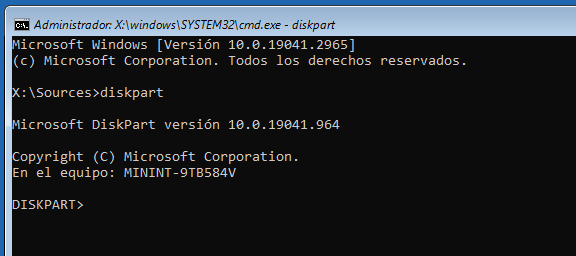 Administrador: X:\windows\SYSTEM32\cmd.exe - diskpart
Microsoft Windows [Versión 10.0.19041.2965]
(c) Microsoft Corporation. Todos los derechos reservados.
X:\Sources>diskpart
Microsoft DiskPart versión 10.0.19041.964
Copyright (C) Microsoft Corporation.
En el equipo: MININT-9TB584V
DISKPART>